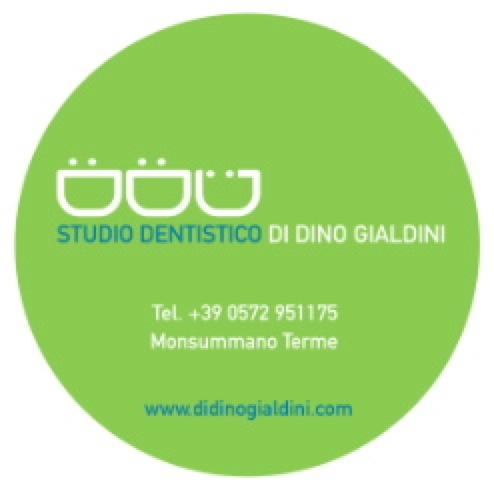 STUDIO DENTISTICO DI DINO GIALDINI
Tel. +39 0572 951175
Monsummano Terme
www.didinogialdini.com